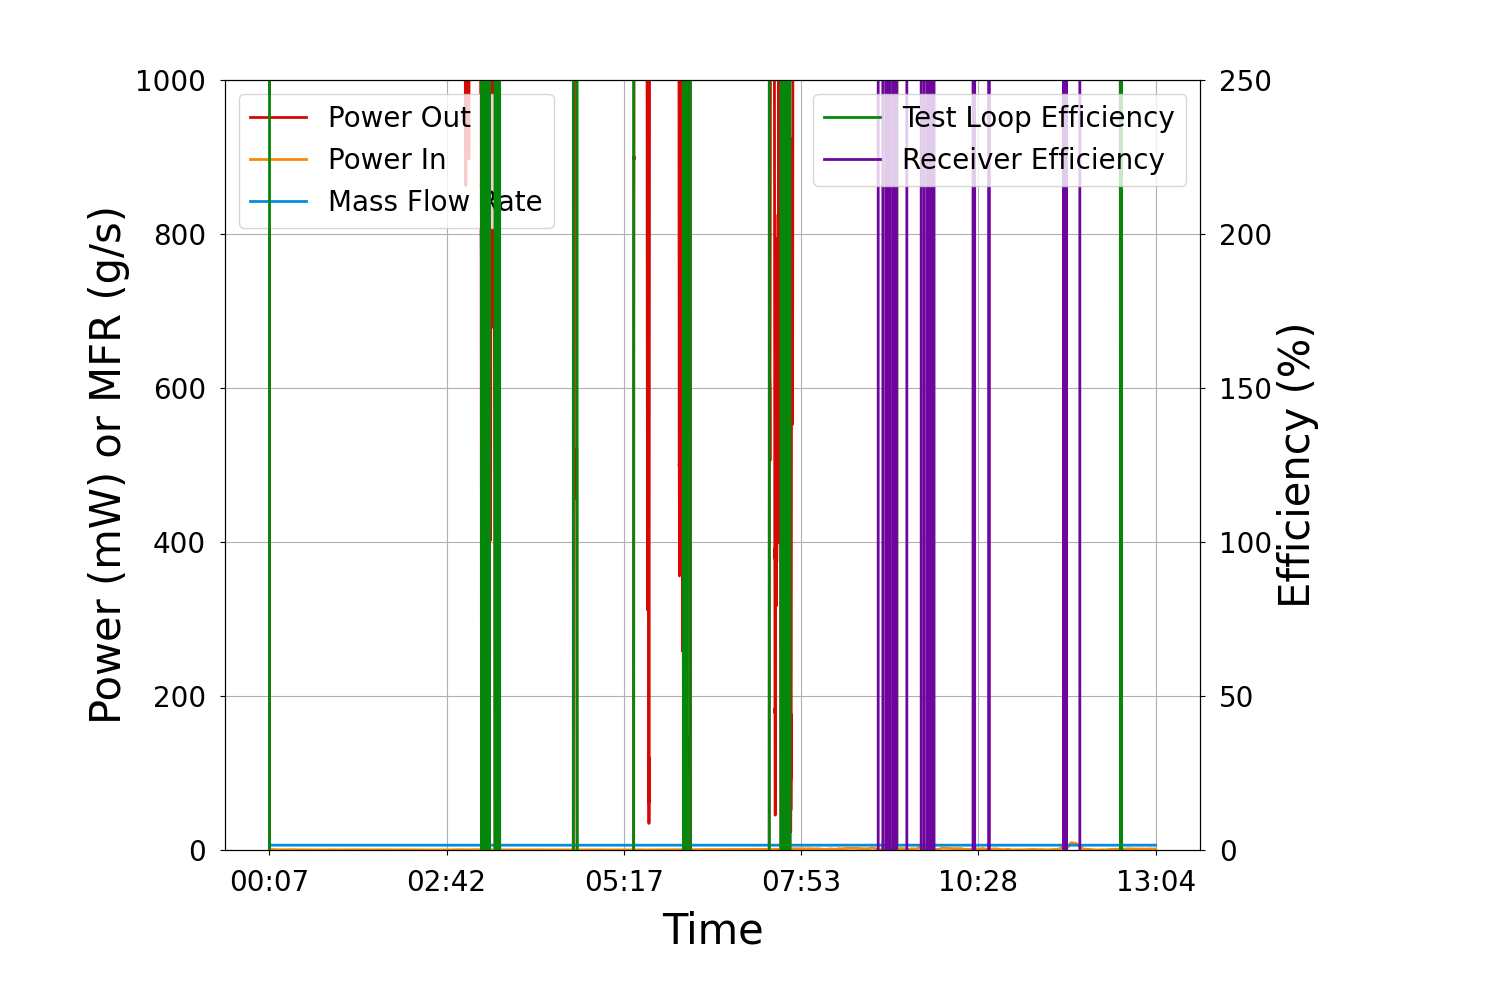 1000
800
600
400
200
0
Power (mW) or MFR (g/s)
Power Out
Power In
Mass Flow Rate
Test Loop Efficiency
Receiver Efficiency
250
200
150
100
50
0
Efficiency (%)
00:07 02:42 05:17 07:53 10:28 13:04
Time